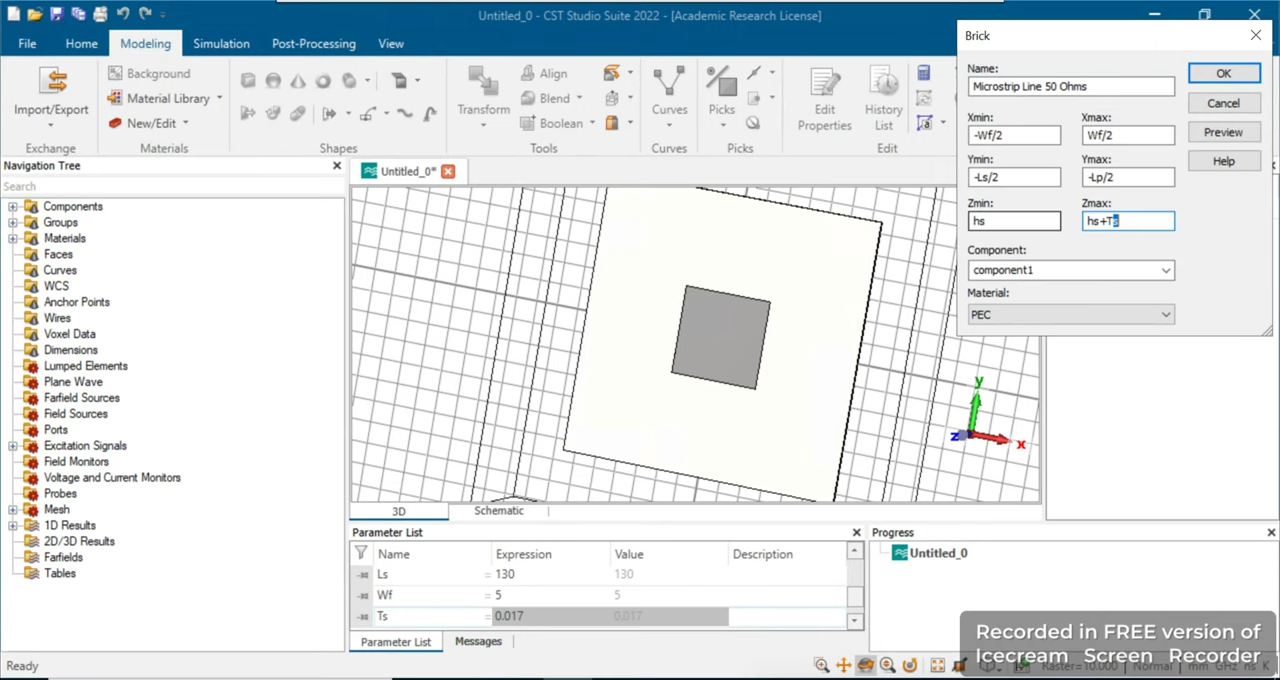 Untitled_0 - CST Studio Suite 2022 - [Academic Research License]
File Home Modeling Simulation Post-Processing View
Import/Export
Exchange
Background
Material Library
New/Edit
Materials
Shapes
Transform
Align
Blend
Boolean
Tools
Curves
Curves
Picks
Picks
Edit Properties
History List
Edit
Brick
Name:
Microstrip Line 50 Ohms
OK
Cancel
Preview
Help
Xmin: Xmax:
-Wf/2 Wf/2
Ymin: Ymax:
-Ls/2 -Lp/2
Zmin: Zmax:
hs hs+Ts
Component:
component1
Material:
PEC
Navigation Tree
Search
Components
Groups
Materials
Faces
Curves
WCS
Anchor Points
Wires
Voxel Data
Dimensions
Lumped Elements
Plane Wave
Farfield Sources
Field Sources
Ports
Excitation Signals
Field Monitors
Voltage and Current Monitors
Probes
Mesh
1D Results
2D/3D Results
Farfields
Tables
Untitled_0*
y
z x
3D Schematic
Parameter List
Name Expression Value Description
Ls = 130 130
Wf = 5 5
Ts = 0.017 0.017
Parameter List Messages
Progress
Untitled_0
Recorded in FREE version of
Icecream Screen Recorder
Ready
Raster=10.000 Normal mm GHz ns K